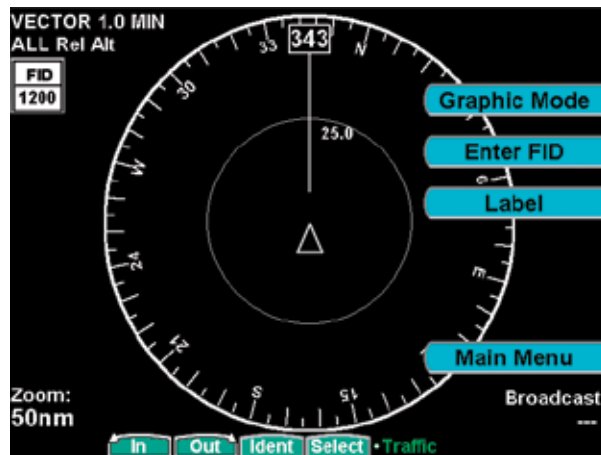 VECTOR 1.0 MIN
ALL Rel Alt
FID
1200
33
343
N
30
25.0
Graphic Mode
Enter FID
W
6
Label
24
E
21
Main Menu
S
15
Zoom:
50nm
Broadcast
---
In
Out
Ident
Select
•Traffic